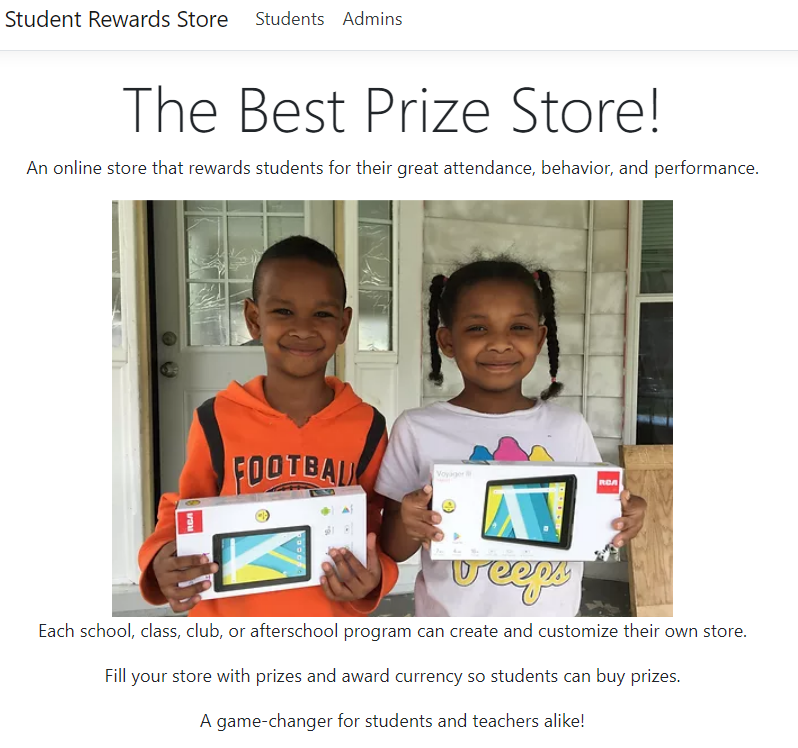 Student Rewards Store Students Admins
The Best Prize Store!
An online store that rewards students for their great attendance, behavior, and performance.
FOOTBALL
RCA
Voyager III
RCA
Peeps
Each school, class, club, or afterschool program can create and customize their own store.
Fill your store with prizes and award currency so students can buy prizes.
A game-changer for students and teachers alike!